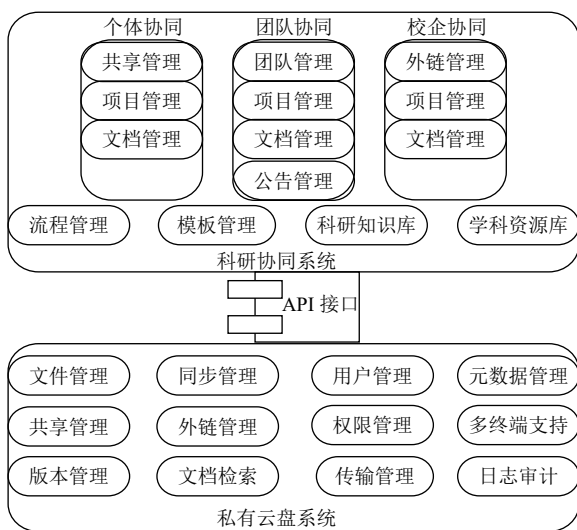 个体协同 团队协同 校企协同
共享管理 团队管理 外链管理
项目管理 项目管理 项目管理
文档管理 文档管理 文档管理
公告管理
流程管理 模板管理 科研知识库 学科资源库
科研协同系统
API 接口
文件管理 同步管理 用户管理 元数据管理
共享管理 外链管理 权限管理 多终端支持
版本管理 文档检索 传输管理 日志审计
私有云盘系统